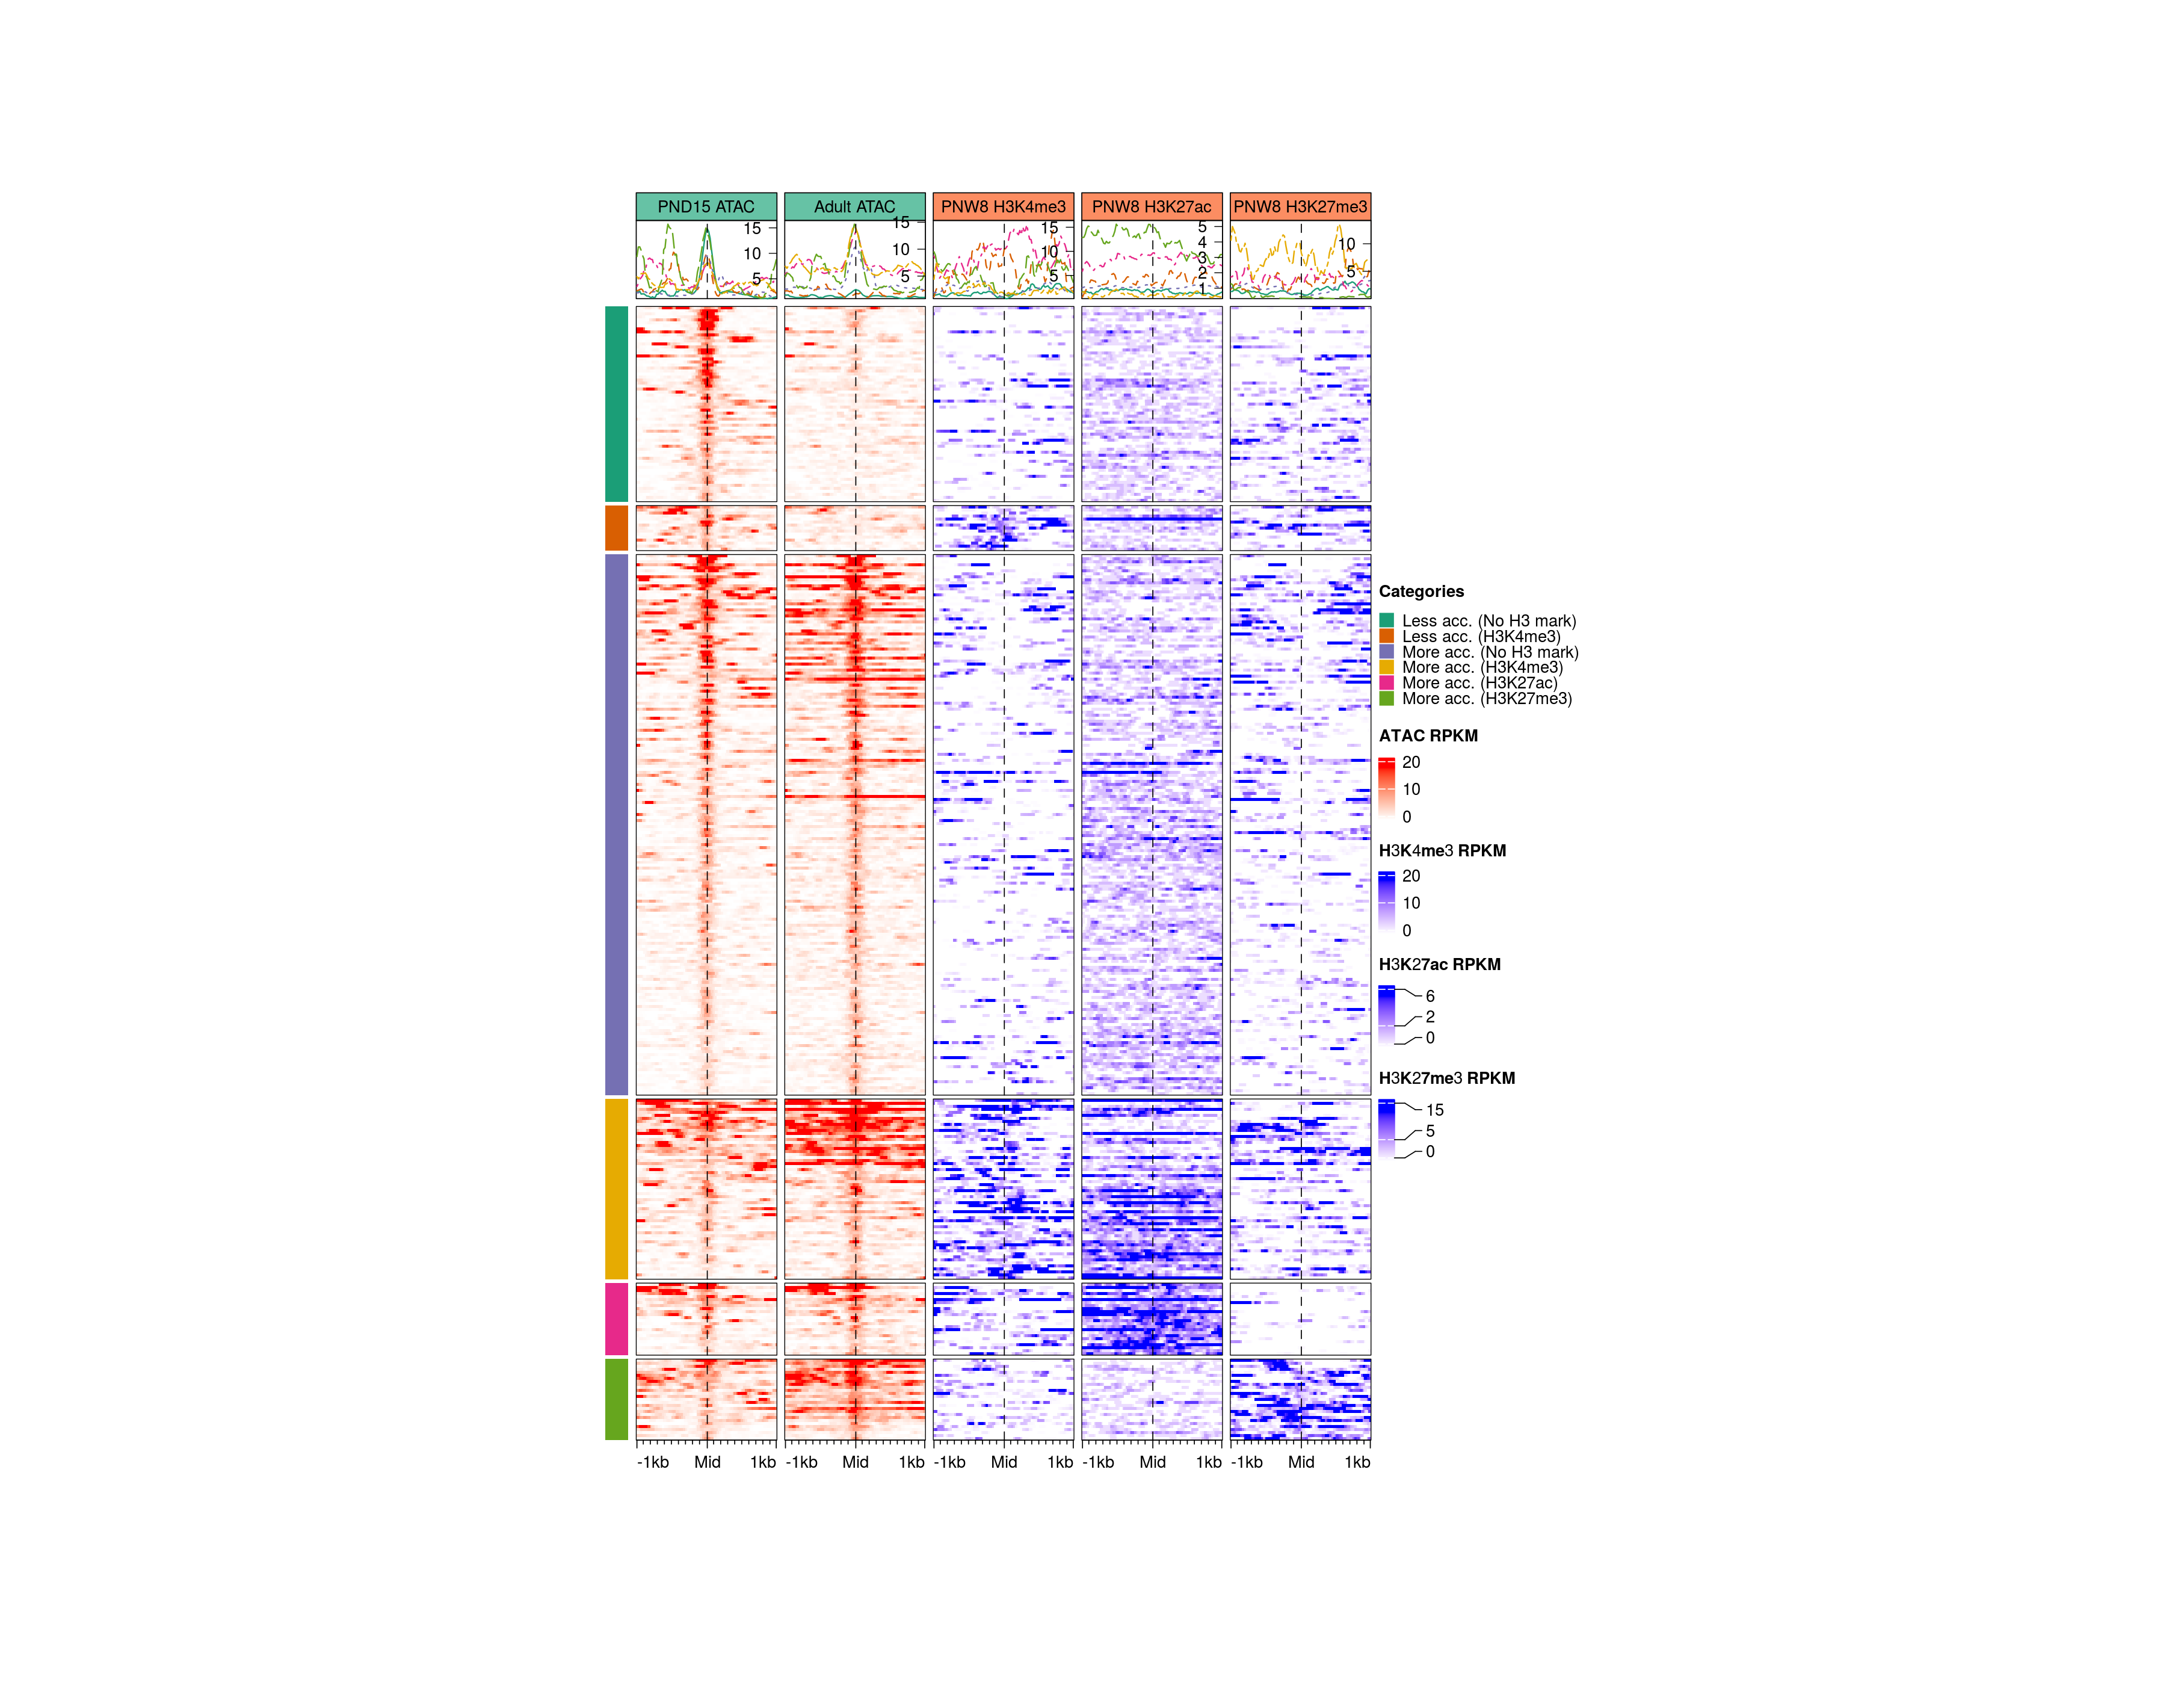 PND15 ATAC
Adult ATAC
PNW8 H3K4me3
PNW8 H3K27ac
PNW8 H3K27me3
15
10
5
15
10
5
15
10
5
5
4
3
2
1
10
5
Categories
Less acc. (No H3 mark)
Less acc. (H3K4me3)
More acc. (No H3 mark)
More acc. (H3K4me3)
More acc. (H3K27ac)
More acc. (H3K27me3)
ATAC RPKM
20
10
0
H3K4me3 RPKM
20
10
0
H3K27ac RPKM
6
2
0
H3K27me3 RPKM
15
5
0
-1kb Mid 1kb
-1kb Mid 1kb
-1kb Mid 1kb
-1kb Mid 1kb
-1kb Mid 1kb